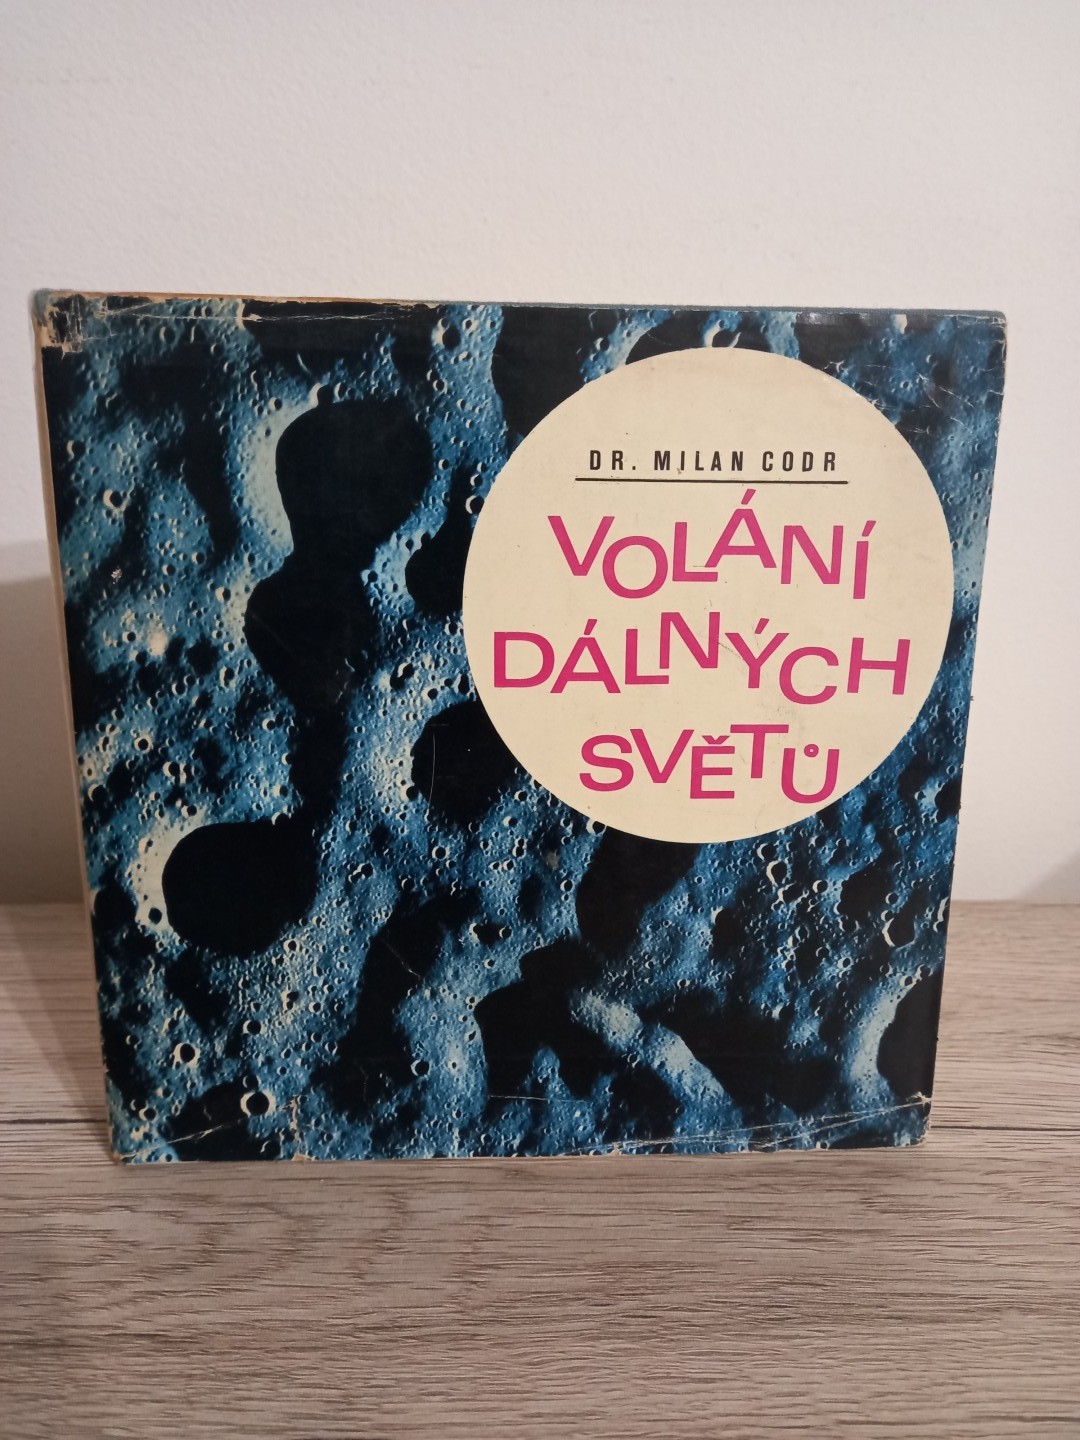 DR. MILAN CODR
VOLÁNÍ
DÁLNÝCH
SVĚTŮ